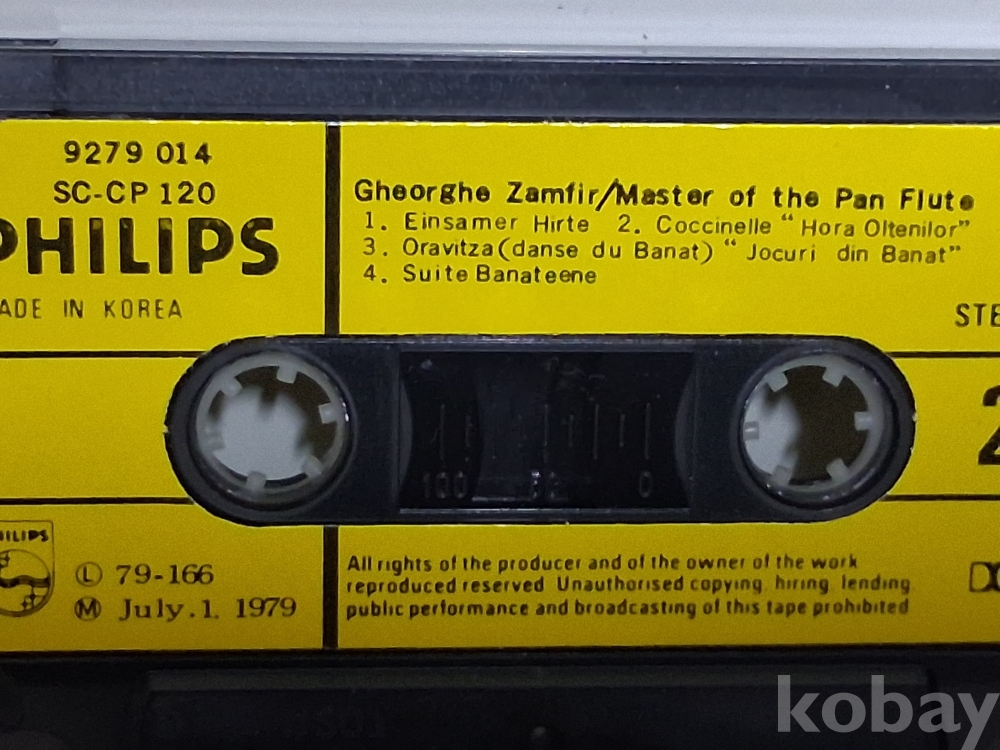 9279 014
SC-CP 120
PHILIPS
ADE IN KOREA
Gheorghe Zamfir/Master of the Pan Flute
1. Einsamer Hirte 2. Coccinelle “Hora Oltenilor”
3. Oravitza (danse du Banat) “Jocuri din Banat”
4. Suite Banateene
STE
2
100 0
ILIPS
Ⓛ 79-166
Ⓜ July.1. 1979
All rights of the producer and of the owner of the work
reproduced reserved Unauthorised copying, hiring, lending
public performance and broadcasting of this tape prohibited
kobay